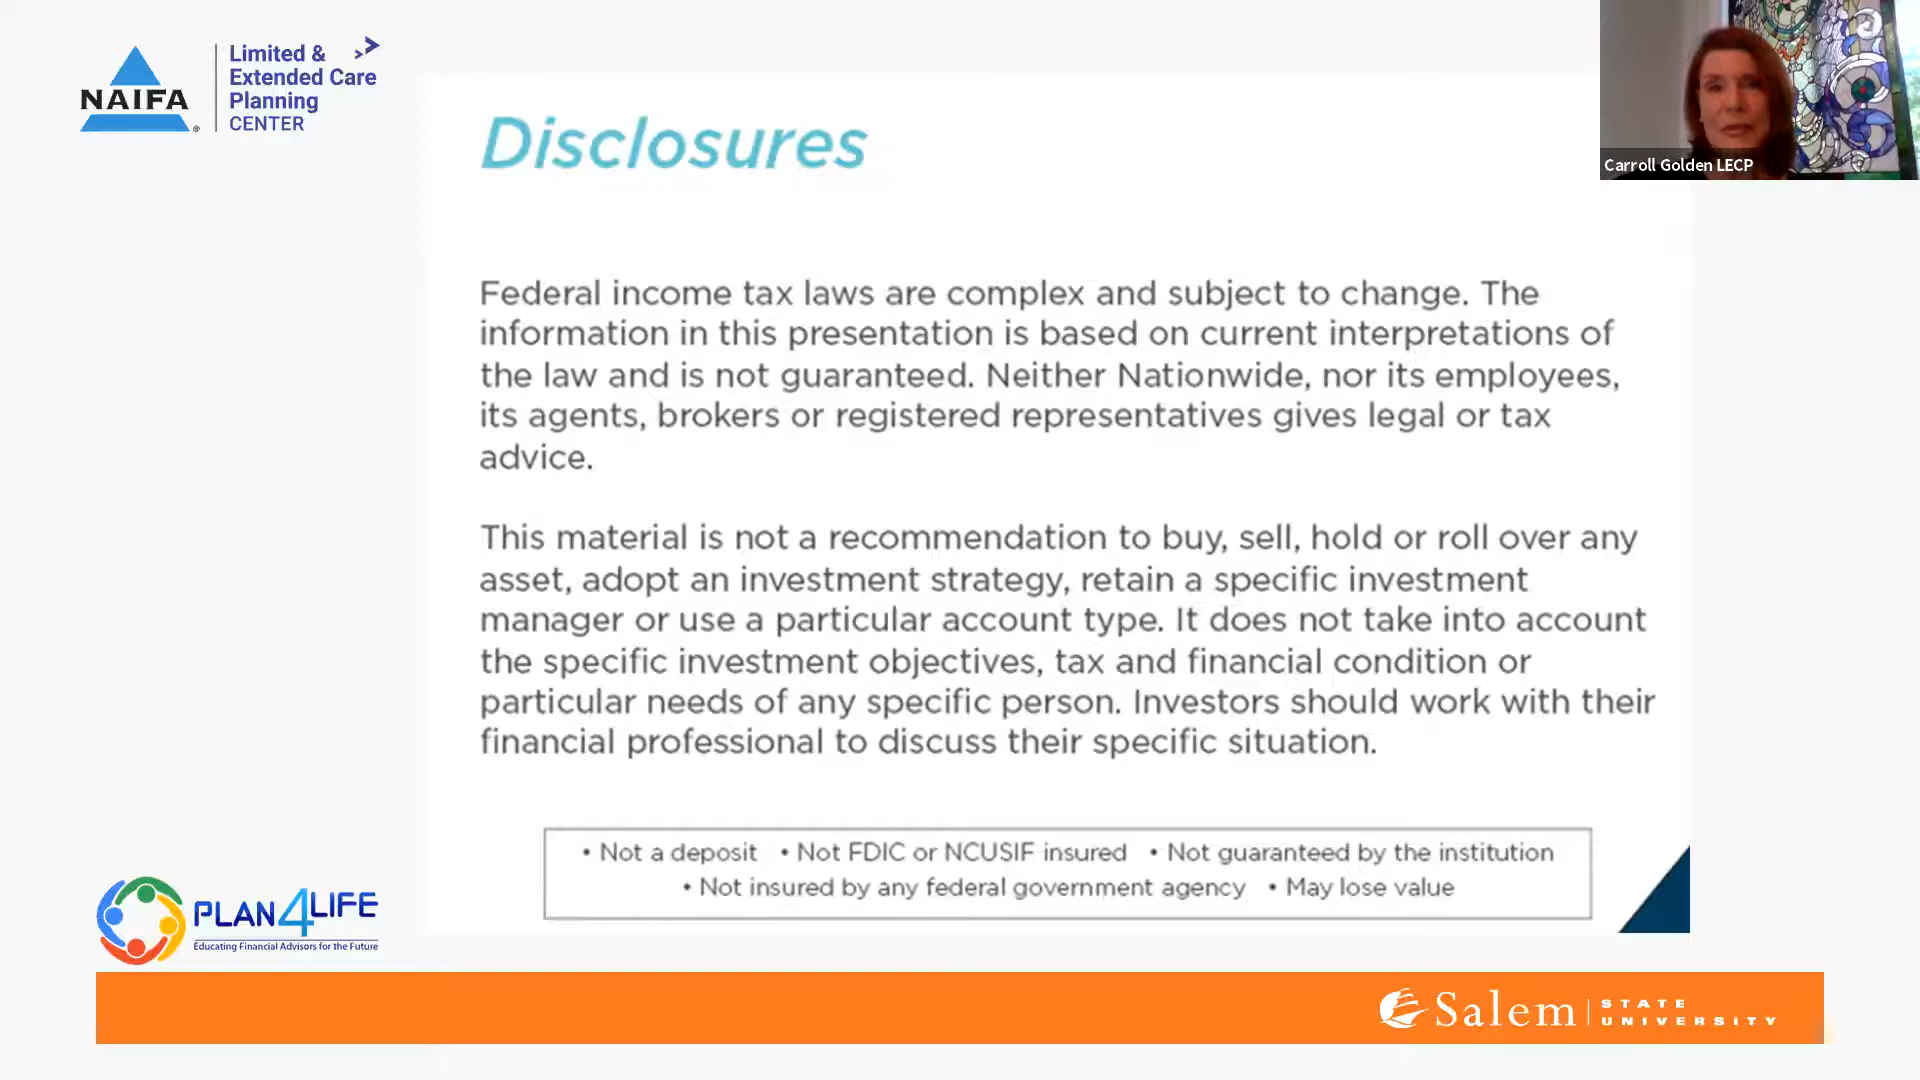 NAIFA®
Limited &
Extended Care
Planning
CENTER
Carroll Golden LECP
Disclosures
Federal income tax laws are complex and subject to change. The
information in this presentation is based on current interpretations of
the law and is not guaranteed. Neither Nationwide, nor its employees,
its agents, brokers or registered representatives gives legal or tax
advice.
This material is not a recommendation to buy, sell, hold or roll over any
asset, adopt an investment strategy, retain a specific investment
manager or use a particular account type. It does not take into account
the specific investment objectives, tax and financial condition or
particular needs of any specific person. Investors should work with their
financial professional to discuss their specific situation.
• Not a deposit • Not FDIC or NCUSIF insured • Not guaranteed by the institution
• Not insured by any federal government agency • May lose value
PLAN4LIFE
Educating Financial Advisors for the Future
Salem
STATE
UNIVERSITY